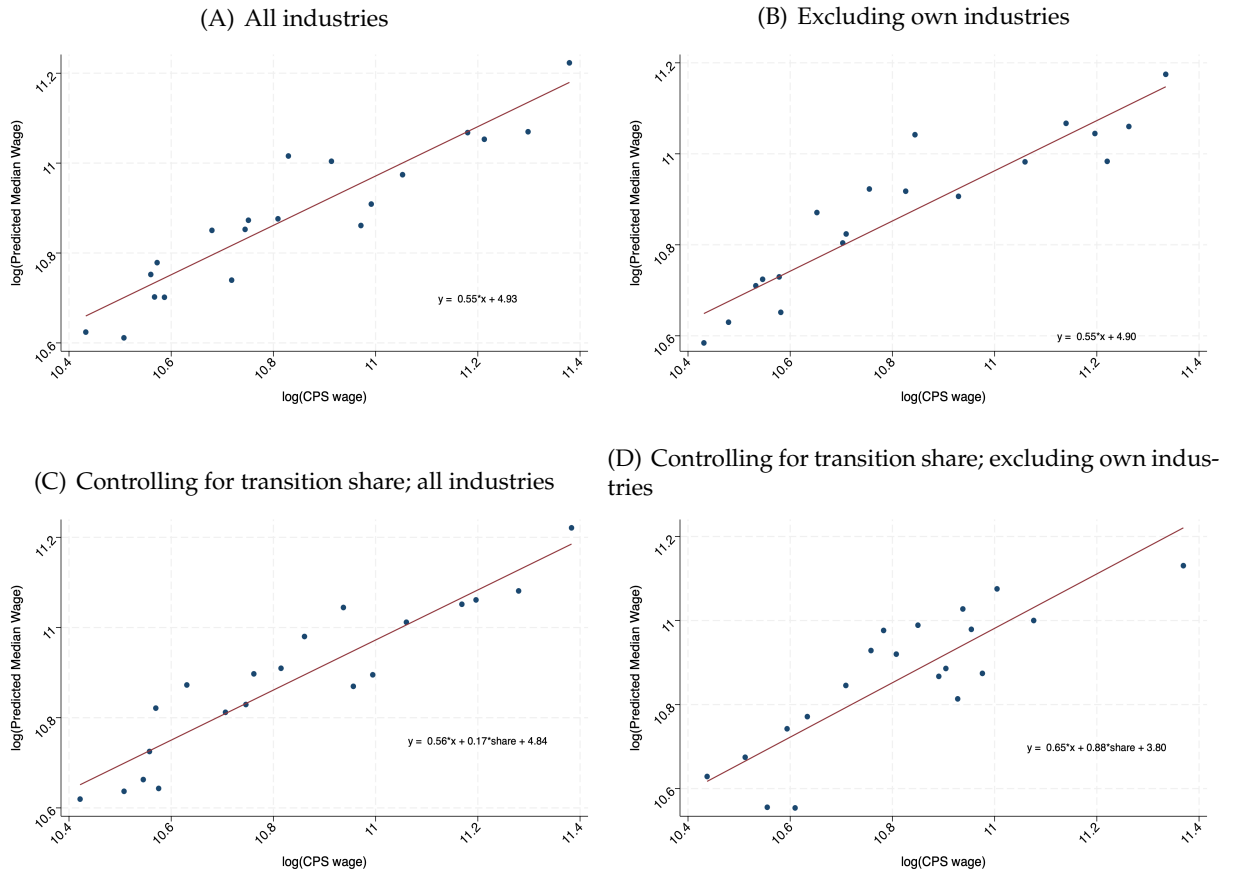 (A) All industries
log(Predicted Median Wage)
11.2
11
10.8
10.6
y = 0.55*x + 4.93
10.4
10.6
10.8
11
11.2
11.4
log(CPS wage)
(B) Excluding own industries
log(Predicted Median Wage)
11.2
11
10.8
10.6
y = 0.55*x + 4.90
10.4
10.6
10.8
11
11.2
11.4
log(CPS wage)
(C) Controlling for transition share; all industries
log(Predicted Median Wage)
11.2
11
10.8
10.6
y = 0.56*x + 0.17*share + 4.84
10.4
10.6
10.8
11
11.2
11.4
log(CPS wage)
(D) Controlling for transition share; excluding own indus-
tries
log(Predicted Median Wage)
11.2
11
10.8
10.6
y = 0.65*x + 0.88*share + 3.80
10.4
10.6
10.8
11
11.2
11.4
log(CPS wage)